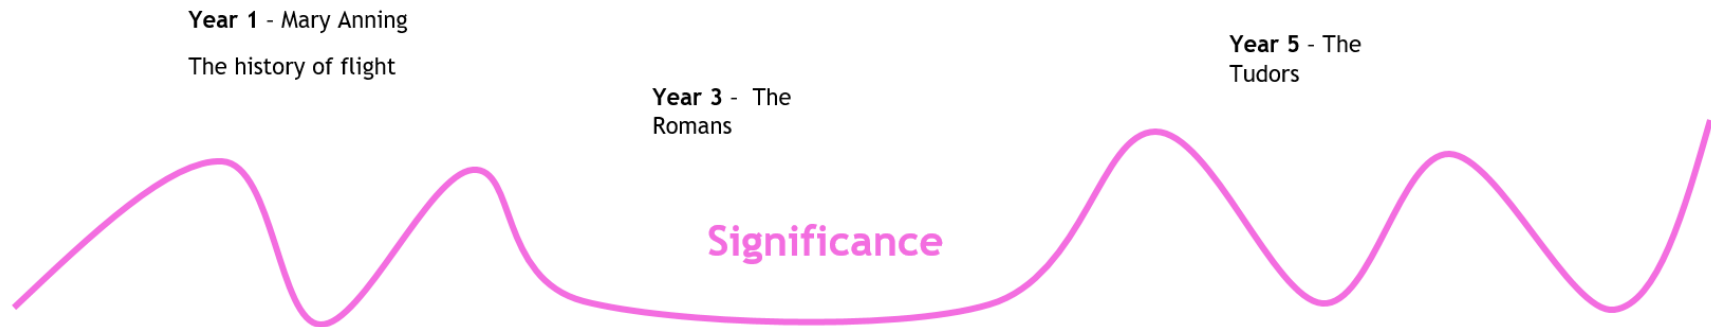 Year 1 – Mary Anning
The history of flight
Year 3 – The
Romans
Significance
Year 5 – The
Tudors